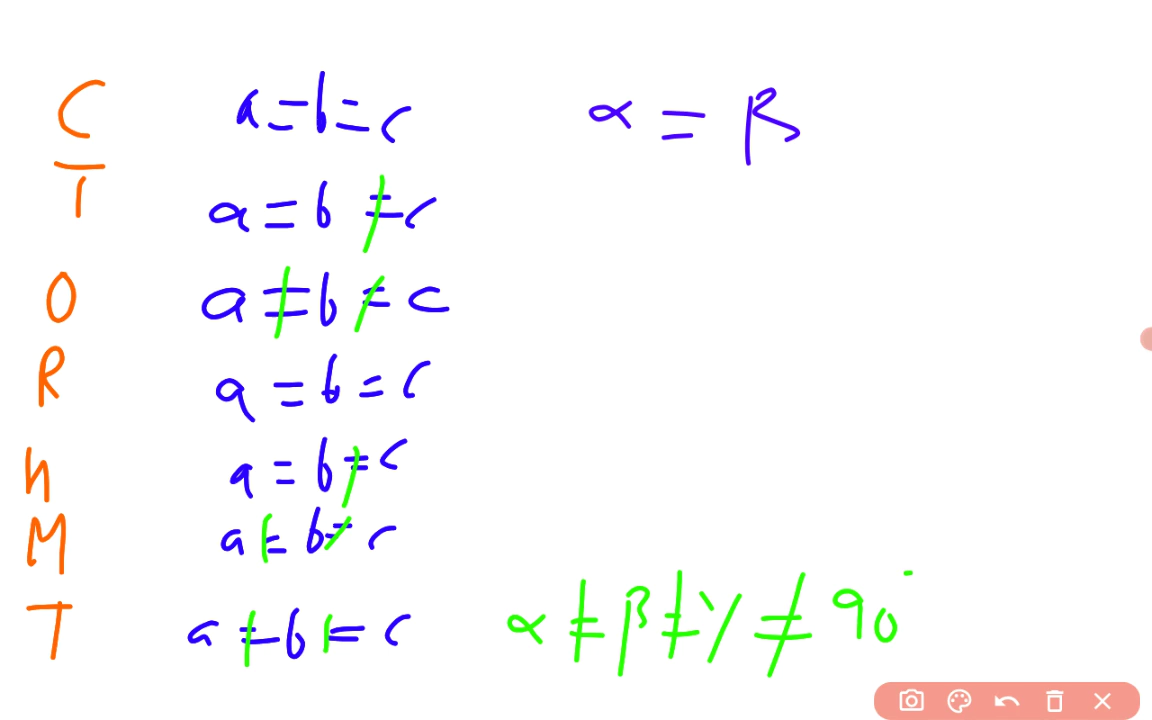 C a = b = c α = β
T a = b ≠ c
O a ≠ b ≠ c
R a = b = c
h a = b ≠ c
M a ≠ b ≠ c
T a ≠ b ≠ c α ≠ β ≠ γ ≠ 90